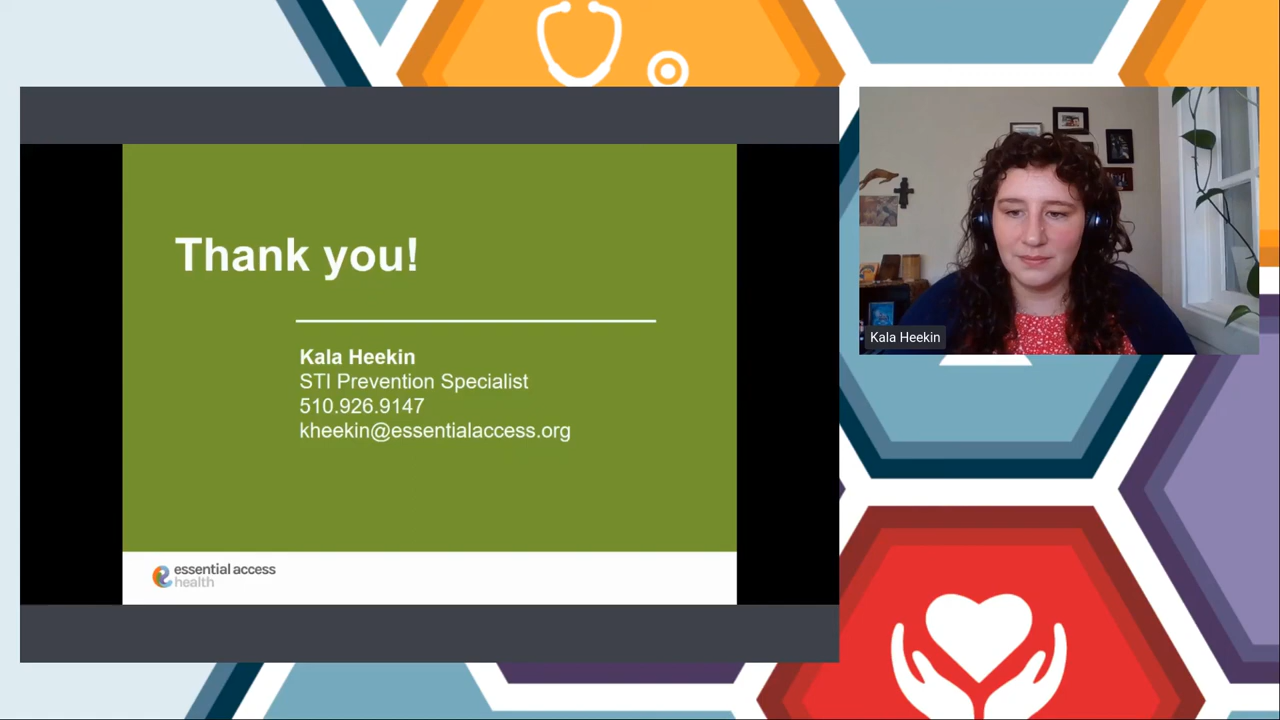 Thank you!
Kala Heekin
STI Prevention Specialist
510.926.9147
kheekin@essentialaccess.org
essential access
health
Kala Heekin